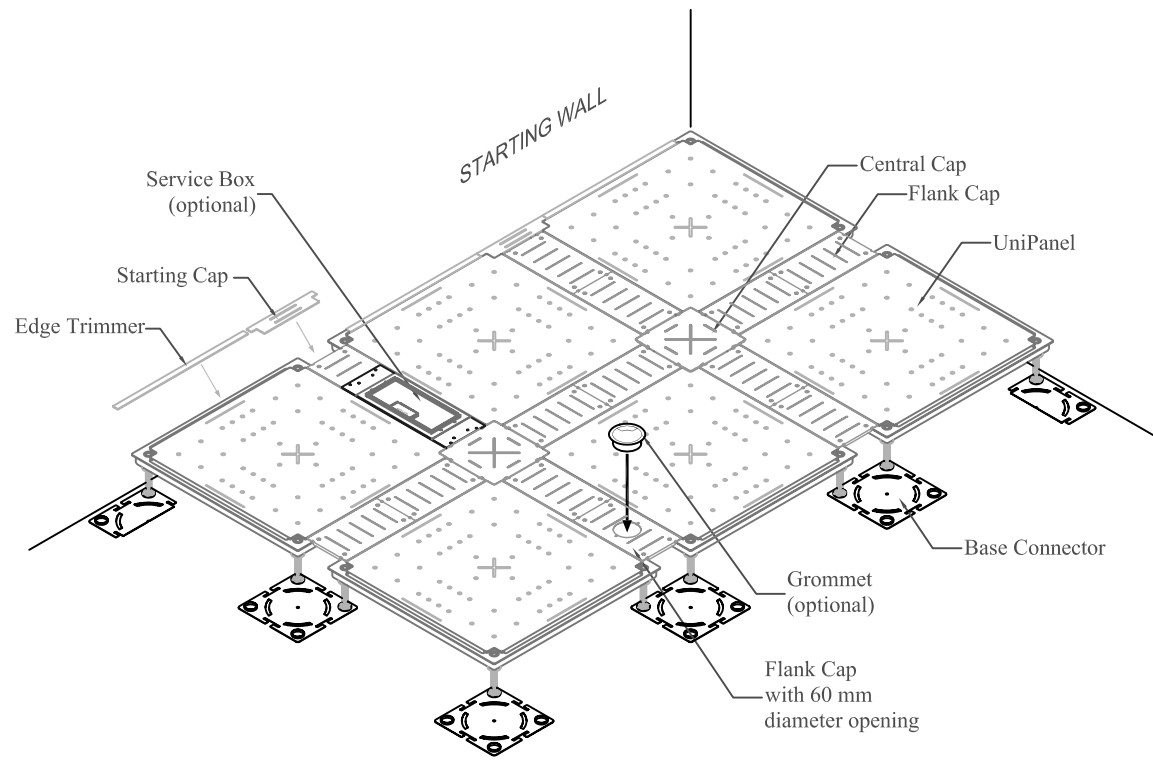 STARTING WALL
Central Cap
Service Box
(optional)
Flank Cap
UniPanel
Starting Cap
Edge Trimmer
Base Connector
Grommet
(optional)
Flank Cap
with 60 mm
diameter opening